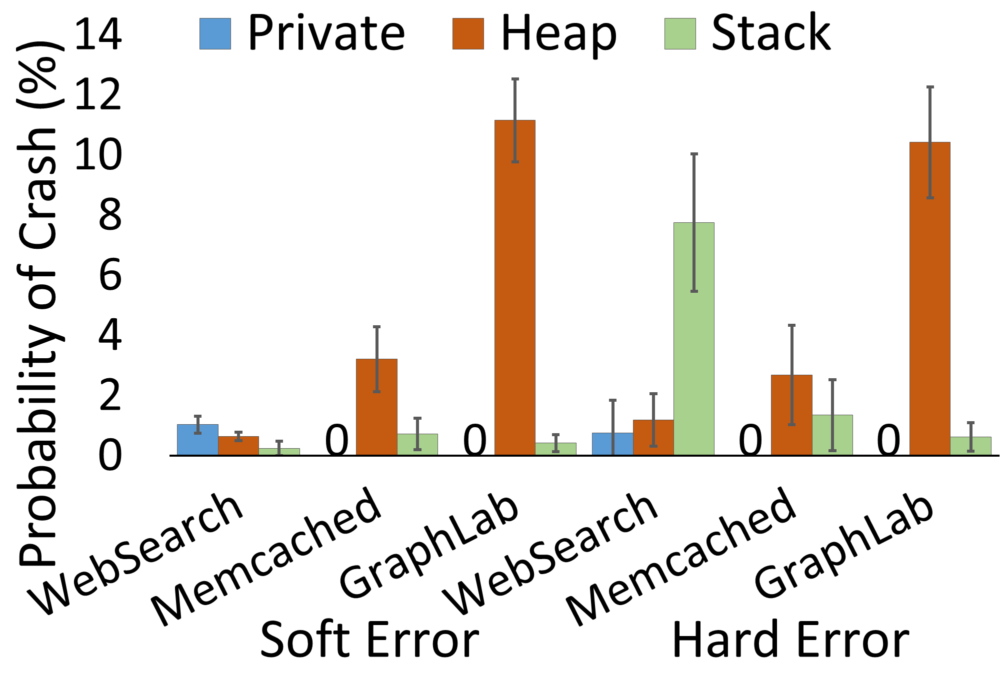 Private Heap Stack
Probability of Crash (%)
14
12
10
8
6
4
2
0
0 0 0 0
WebSearch Memcached GraphLab WebSearch Memcached GraphLab
Soft Error Hard Error